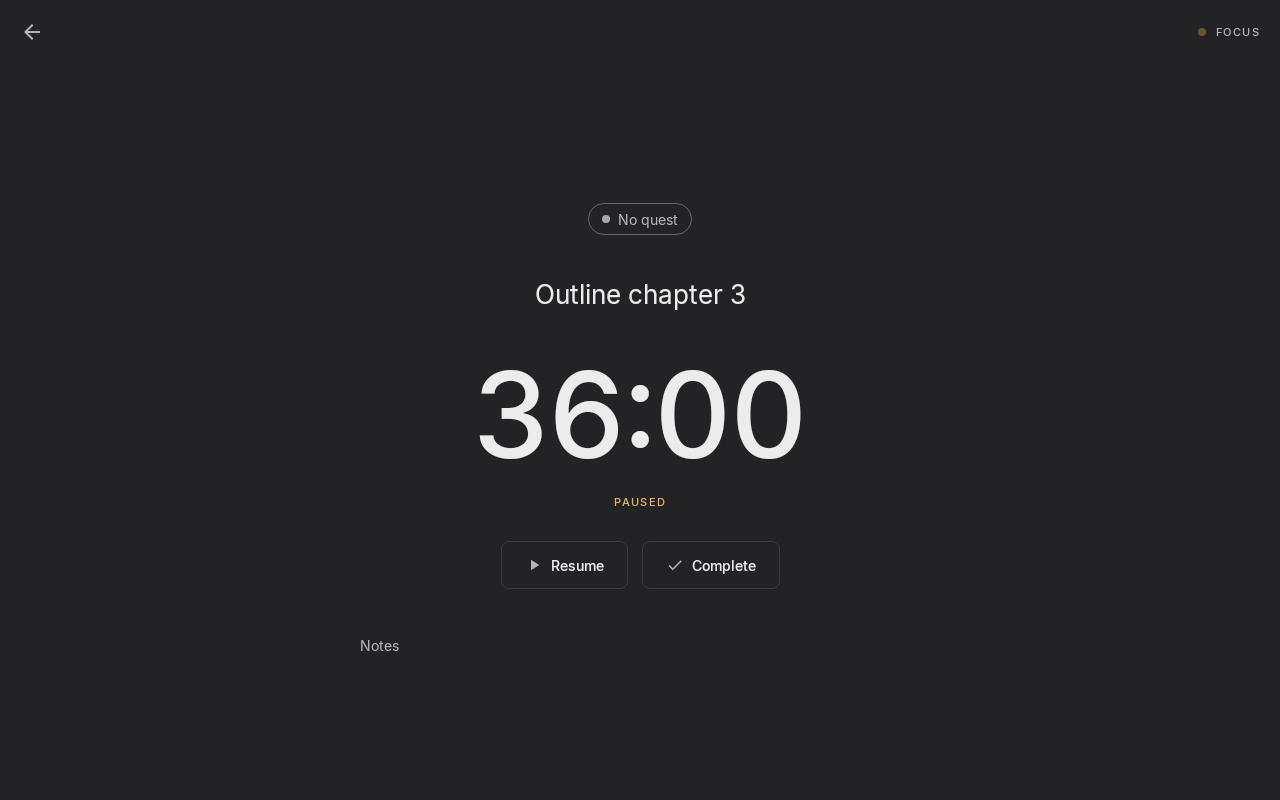 FOCUS
No quest
Outline chapter 3
36:00
PAUSED
Resume
Complete
Notes